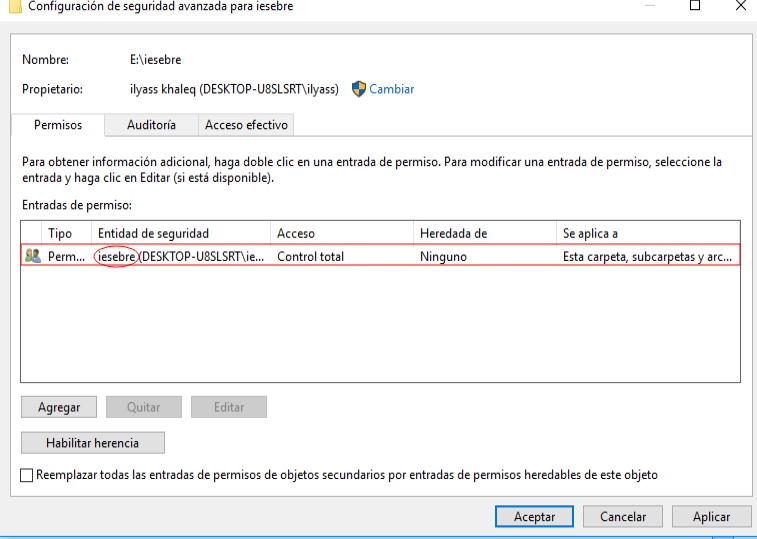 Configuración de seguridad avanzada para iesebre
Nombre: E:\iesebre
Propietario: ilyass khaleq (DESKTOP-U8SLSRT\ilyass) Cambiar
Permisos Auditoría Acceso efectivo
Para obtener información adicional, haga doble clic en una entrada de permiso. Para modificar una entrada de permiso, seleccione la
entrada y haga clic en Editar (si está disponible).
Entradas de permiso:
Tipo Entidad de seguridad Acceso Heredada de Se aplica a
Perm... iesebre (DESKTOP-U8SLSRT\ie... Control total Ninguno Esta carpeta, subcarpetas y arc...
Agregar Quitar Editar
Habilitar herencia
Reemplazar todas las entradas de permisos de objetos secundarios por entradas de permisos heredables de este objeto
Aceptar Cancelar Aplicar